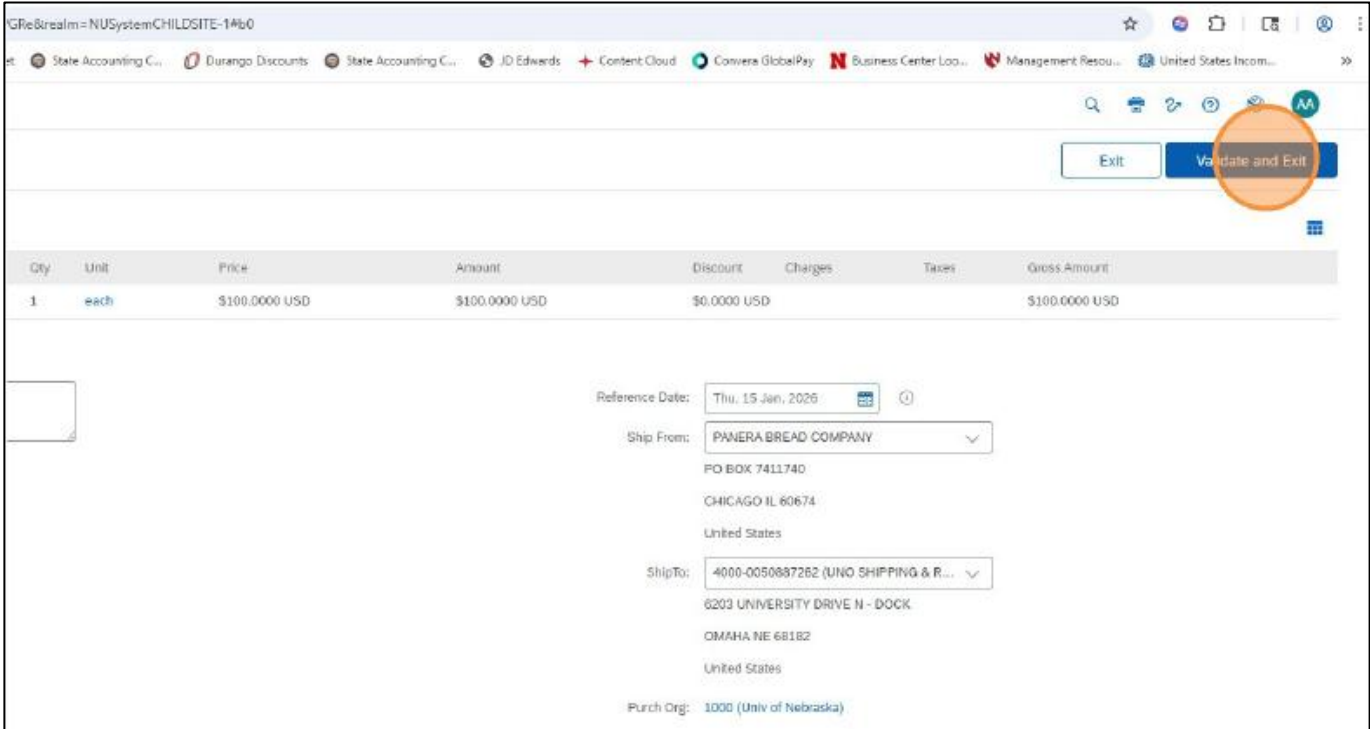 PGRe&realm=NUSystemCHILDSITE-1#b0
State Accounting C... Durango Discounts State Accounting C... JD Edwards Content Cloud Convera GlobalPay Business Center Loo... Management Resou... United States Incom... »
AA
Exit Validate and Exit
Qty Unit Price Amount Discount Charges Taxes Gross Amount
1 each $100.0000 USD $100.0000 USD $0.0000 USD $100.0000 USD
Reference Date: Thu, 15 Jan, 2026
Ship From: PANERA BREAD COMPANY
PO BOX 7411740
CHICAGO IL 60674
United States
ShipTo: 4000-0050887262 (UNO SHIPPING & R...
6203 UNIVERSITY DRIVE N - DOCK
OMAHA NE 68182
United States
Purch Org: 1000 (Univ of Nebraska)